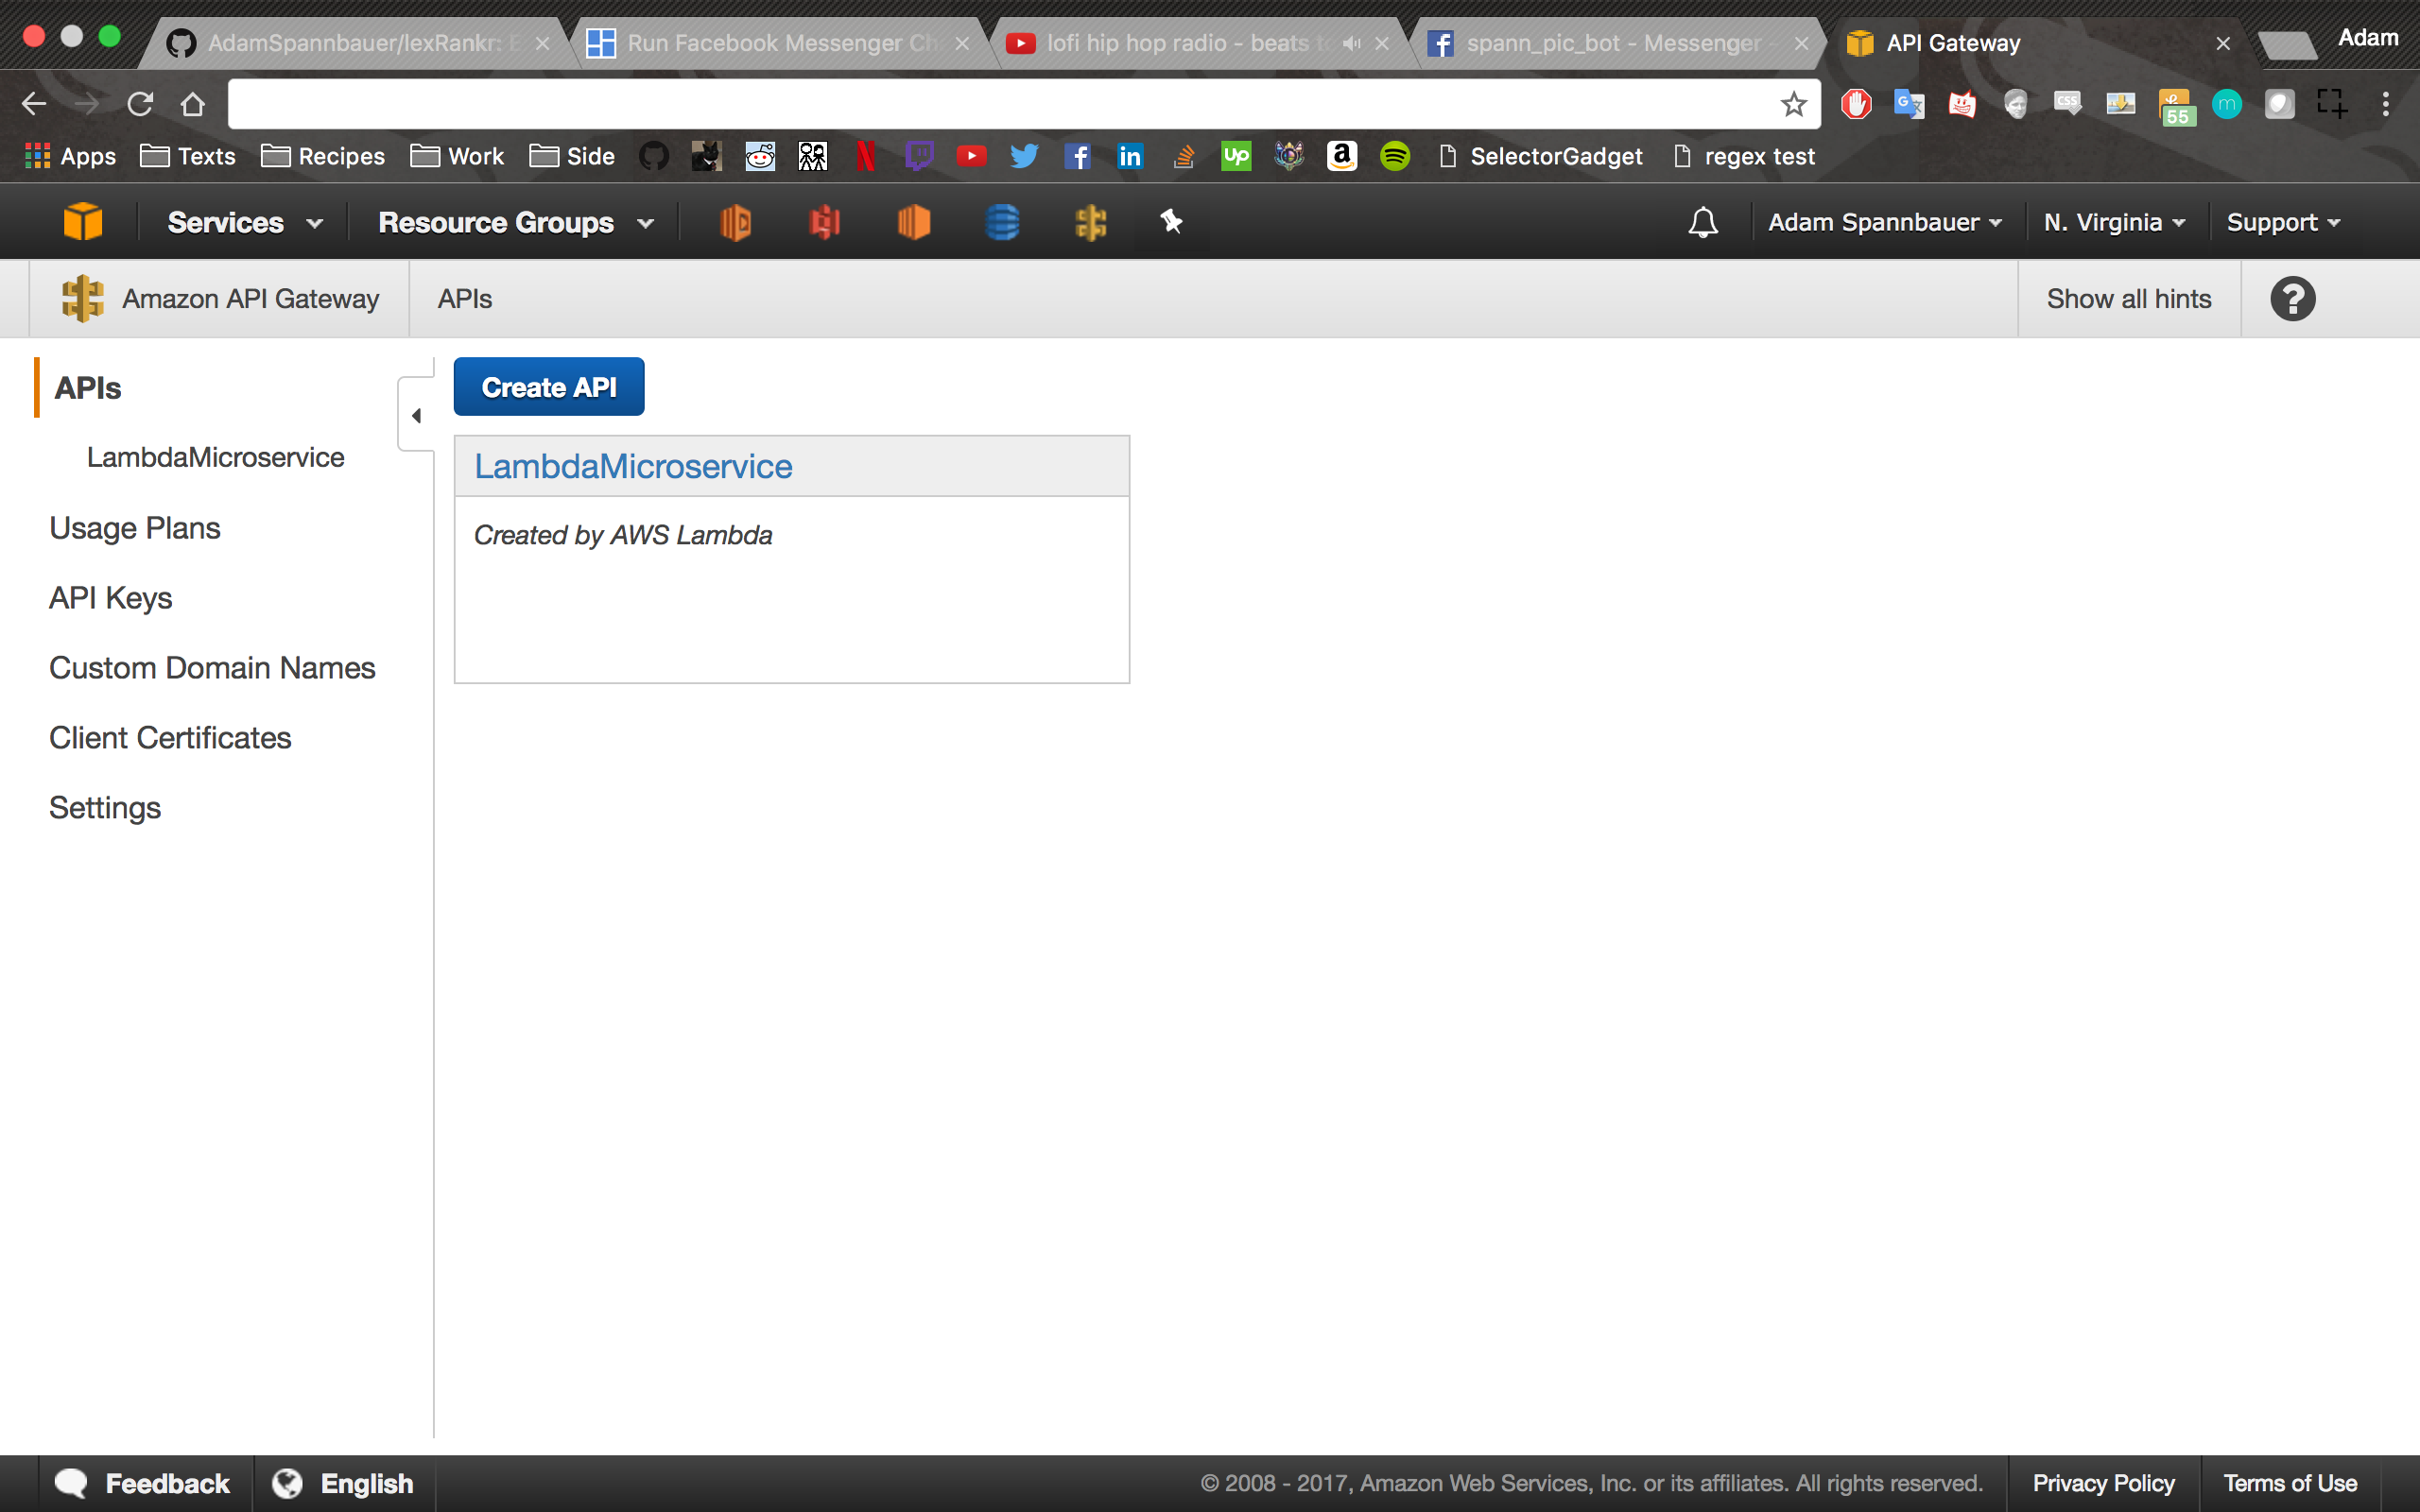 AdamSpannbauer/lexRankr: E
Run Facebook Messenger Ch
lofi hip hop radio - beats to
spann_pic_bot - Messenger -
API Gateway
Adam
55
Apps
Texts
Recipes
Work
Side
SelectorGadget
regex test
Services
Resource Groups
Adam Spannbauer
N. Virginia
Support
Amazon API Gateway
APIs
Show all hints
APIs
LambdaMicroservice
Usage Plans
API Keys
Custom Domain Names
Client Certificates
Settings
Create API
LambdaMicroservice
Created by AWS Lambda
Feedback
English
© 2008 - 2017, Amazon Web Services, Inc. or its affiliates. All rights reserved.
Privacy Policy
Terms of Use